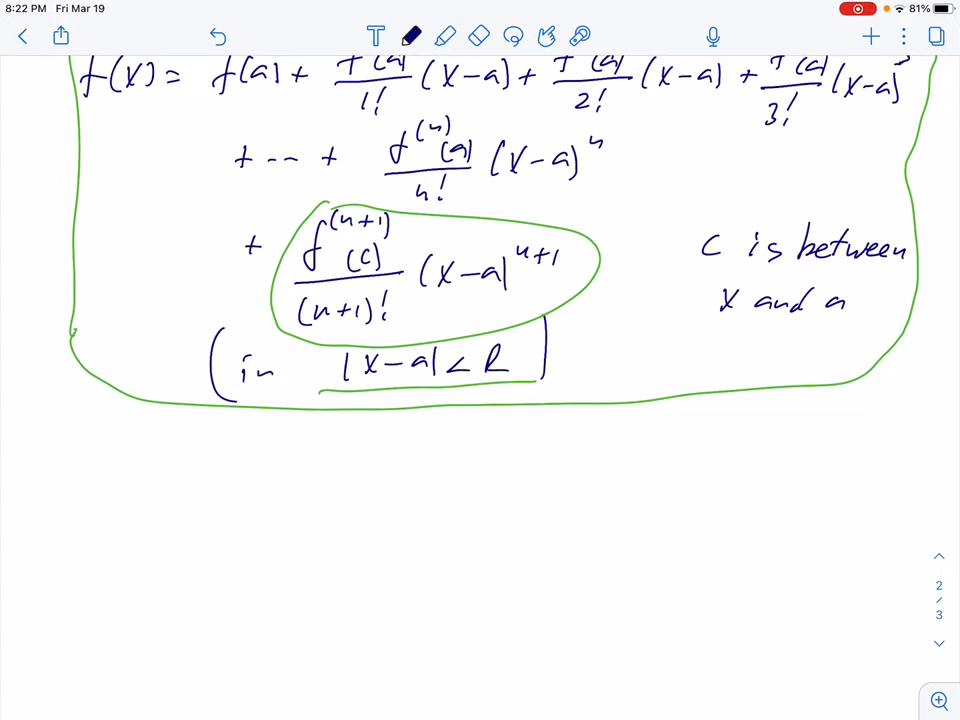 8:22 PM Fri Mar 19 81%
f(x) = f(a) + f'(a)/1! (x-a) + f''(a)/2! (x-a) + f'''(a)/3! (x-a)^3
+ -- + f^(n)(a)/n! (x-a)^n
+ f^(n+1)(c)/(n+1)! (x-a)^n+1
c is between
x and a
(in |x-a| < R)
2
/
3